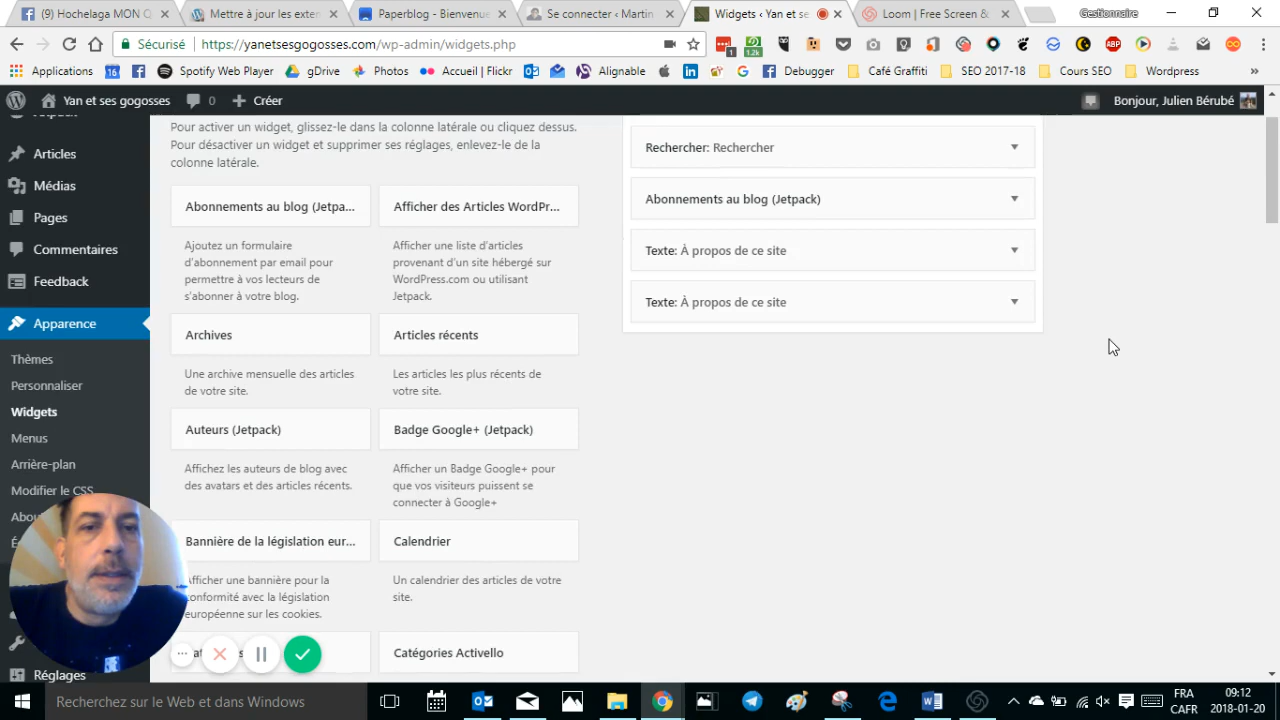 (9) Hochelaga MON Q
Mettre à jour les exten
Paperblog - Bienvenue
Se connecter ‹ Martin
Widgets ‹ Yan et se
Loom | Free Screen &
Gestionnaire
Sécurisé
https://yanetsesgogosses.com/wp-admin/widgets.php
Applications
Spotify Web Player
gDrive
Photos
Accueil | Flickr
Alignable
Debugger
Café Graffiti
SEO 2017-18
Cours SEO
Wordpress
»
Yan et ses gogosses
0
Créer
Bonjour, Julien Bérubé
Articles
Médias
Pages
Commentaires
Feedback
Apparence
Thèmes
Personnaliser
Widgets
Menus
Arrière-plan
Modifier le CSS
Réglages
Pour activer un widget, glissez-le dans la colonne latérale ou cliquez dessus.
Pour désactiver un widget et supprimer ses réglages, enlevez-le de la
colonne latérale.
Abonnements au blog (Jetpa...
Ajoutez un formulaire
d'abonnement par email pour
permettre à vos lecteurs de
s'abonner à votre blog.
Afficher des Articles WordPr...
Afficher une liste d'articles
provenant d'un site hébergé sur
WordPress.com ou utilisant
Jetpack.
Archives
Une archive mensuelle des articles
de votre site.
Articles récents
Les articles les plus récents de
votre site.
Auteurs (Jetpack)
Affichez les auteurs de blog avec
des avatars et des articles récents.
Badge Google+ (Jetpack)
Afficher un Badge Google+ pour
que vos visiteurs puissent se
connecter à Google+
Bannière de la législation eur...
Afficher une bannière pour la
conformité avec la législation
européenne sur les cookies.
Calendrier
Un calendrier des articles de votre
site.
Catégories Activello
Rechercher: Rechercher
Abonnements au blog (Jetpack)
Texte: À propos de ce site
Texte: À propos de ce site
Recherchez sur le Web et dans Windows
FRA
CAFR
09:12
2018-01-20